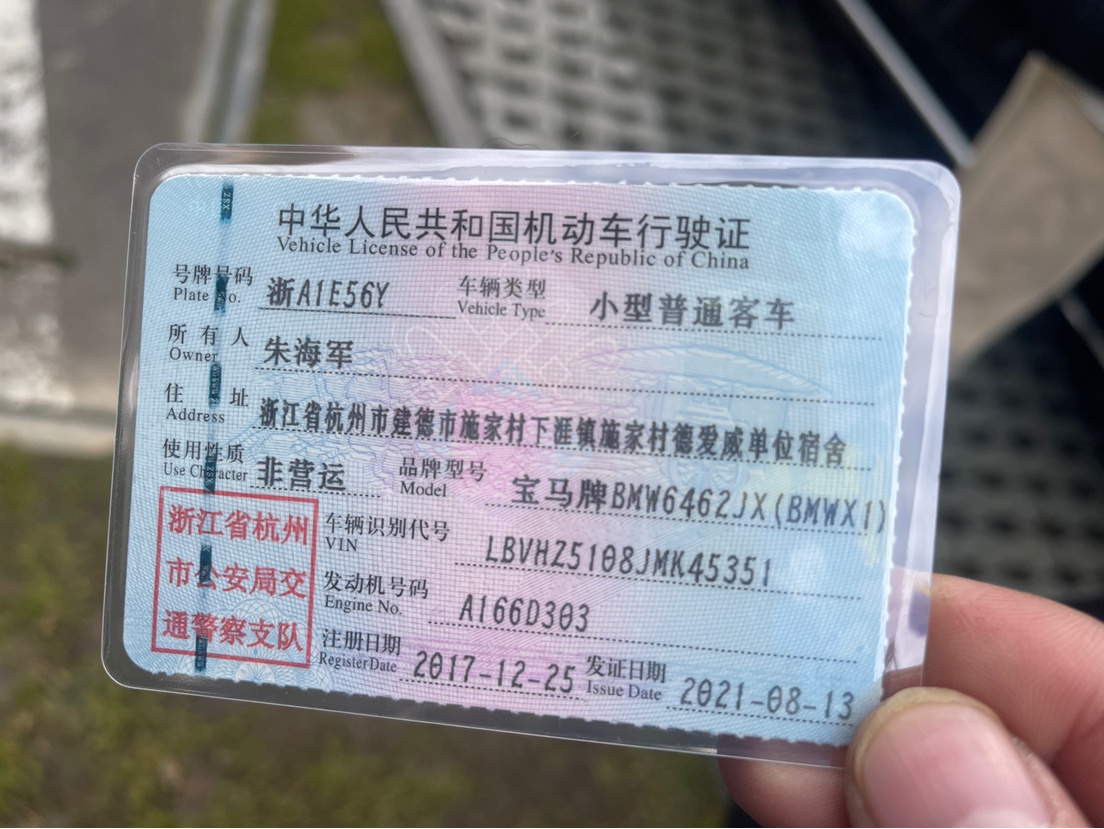 中华人民共和国机动车行驶证
Vehicle License of the People's Republic of China
号牌号码 浙A1E56Y 车辆类型 小型普通客车
Plate No. Vehicle Type
所有人 朱海军
Owner
住址 浙江省杭州市建德市施家村下涯镇施家村德爱威单位宿舍
Address
使用性质 非营运 品牌型号 宝马牌BMW6462JX(BMWX1)
Use Character Model
浙江省杭州
市公安局交
通警察支队
车辆识别代号 LBVHZ5108JMK45351
VIN
发动机号码 A166D303
Engine No.
注册日期 2017-12-25 发证日期 2021-08-13
Register Date Issue Date